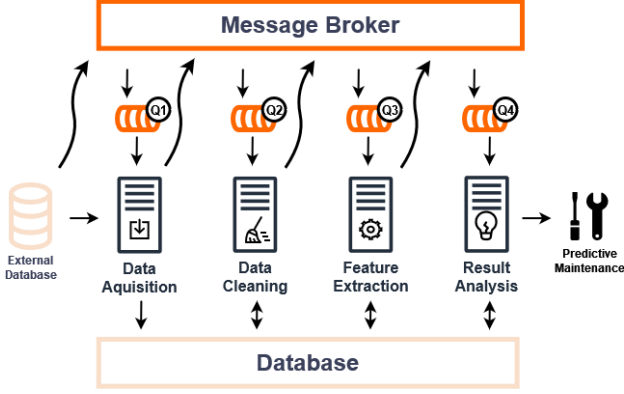 Message Broker
Q1
Q2
Q3
Q4
External
Database
Data
Aquisition
Data
Cleaning
Feature
Extraction
Result
Analysis
Predictive
Maintenance
Database